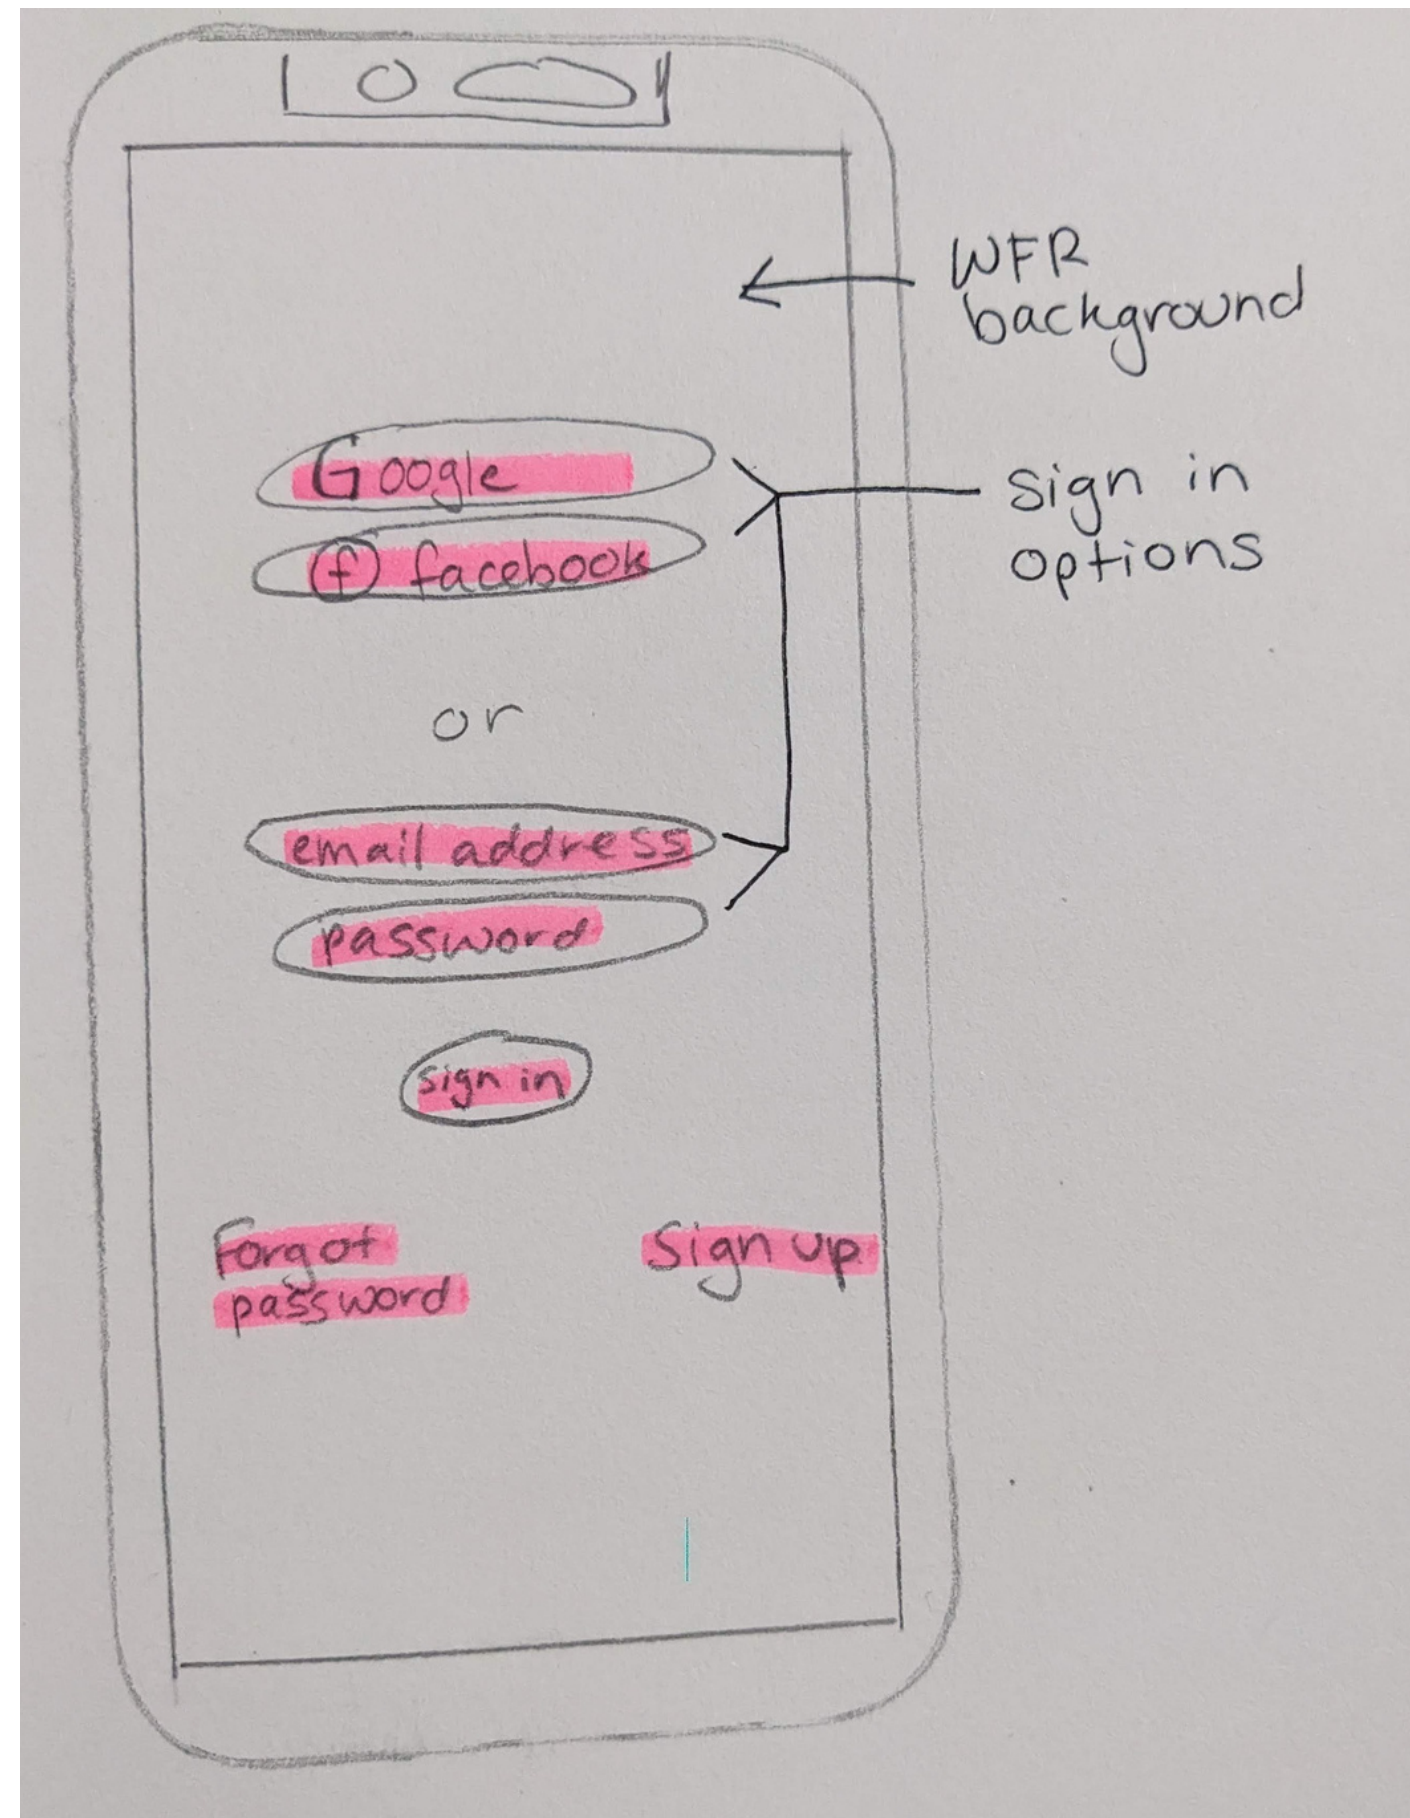 WFR
background
Google
f facebook
sign in
options
or
email address
password
sign in
Forgot
password
Sign up